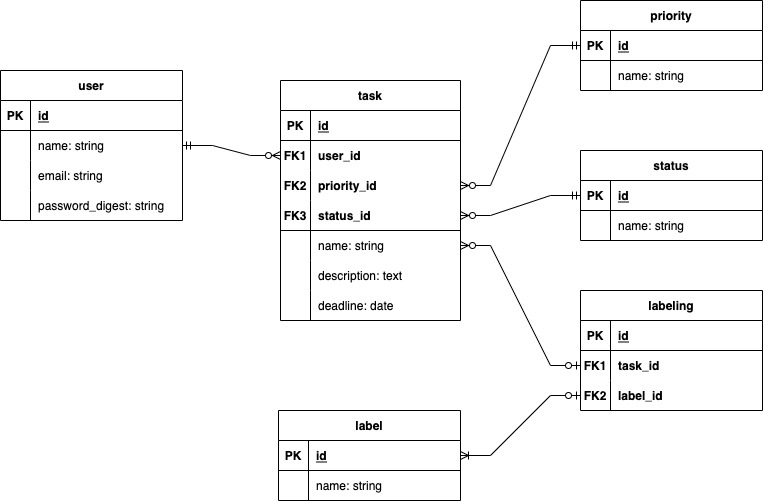 user
PK id
name: string
email: string
password_digest: string
task
PK id
FK1 user_id
FK2 priority_id
FK3 status_id
name: string
description: text
deadline: date
priority
PK id
name: string
status
PK id
name: string
labeling
PK id
FK1 task_id
FK2 label_id
label
PK id
name: string